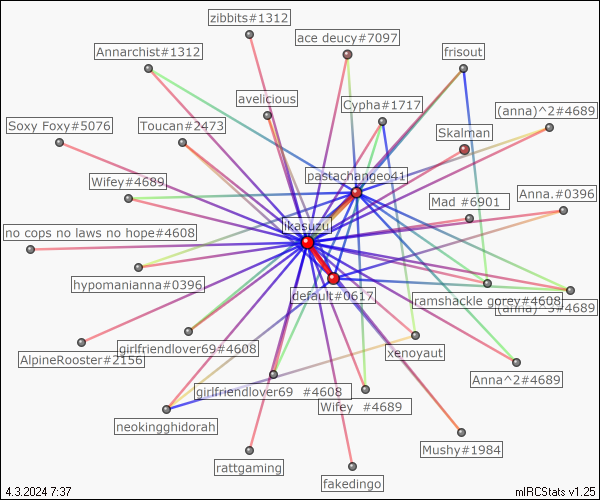 zibbits#1312
ace deucy#7097
Annarchist#1312
frisout
avelicious
Cypha#1717
(anna)^2#4689
Soxy Foxy#5076
Toucan#2473
Skalman
pastachangeo41
Wifey#4689
Anna.#0396
Mad #6901
likasuzu
no cops no laws no hope#4608
hypomanianna#0396
default#0617
ramshackle gorey#4608
(anna)^3#4689
girlfriendlover69#4608
xenoyaut
AlpineRooster#2156
Anna^2#4689
girlfriendlover69 #4608
Wifey #4689
neokingghidorah
Mushy#1984
rattgaming
fakedingo
4.3.2024 7:37
mIRCStats v1.25